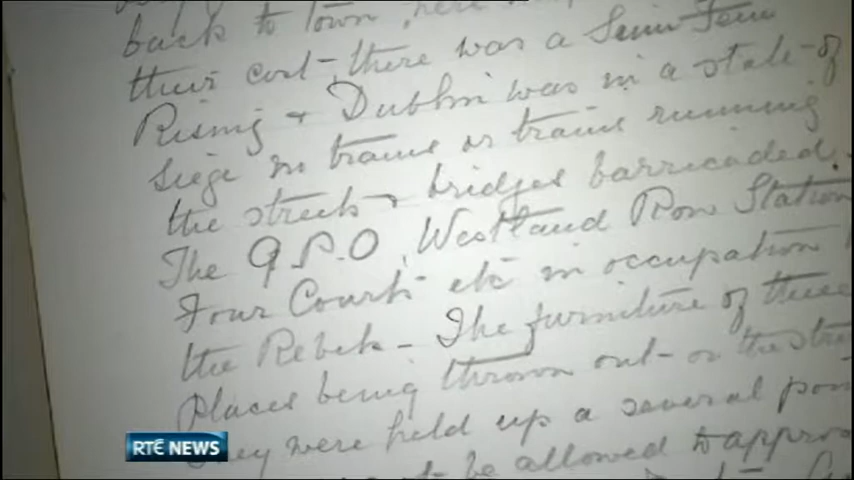 back to town, here
their cost, there was a Sinn Fein
Rising & Dublin was in a state of
siege no trams or trains running
the streets & bridges barricaded.
The G.P.O, Westland Row Station
Four Courts etc in occupation
the Rebels – The furniture of these
places being thrown out on the
They were held up a several
be allowed to
RTÉ NEWS